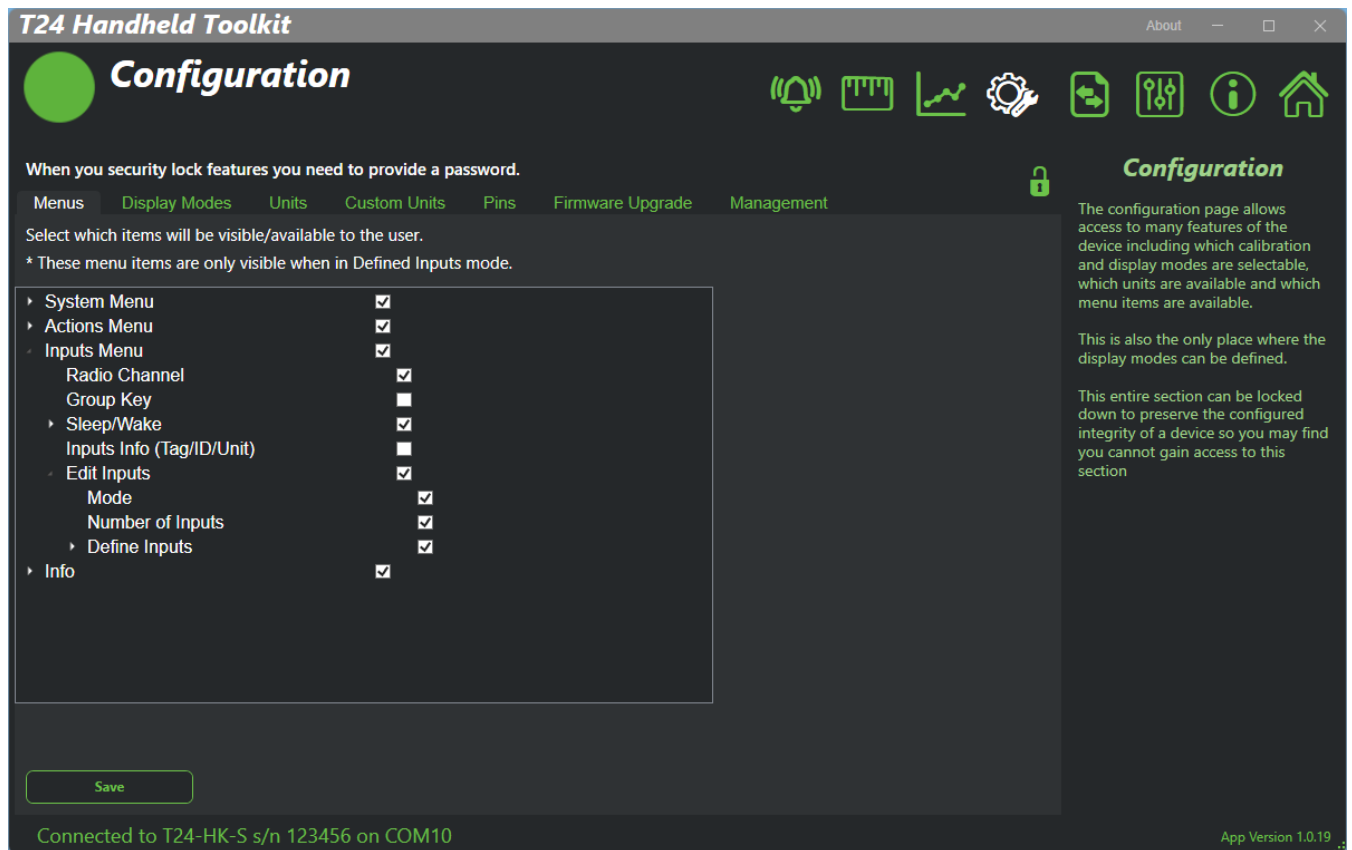 T24 Handheld Toolkit
About
Configuration
When you security lock features you need to provide a password.
Menus Display Modes Units Custom Units Pins Firmware Upgrade Management
Select which items will be visible/available to the user.
* These menu items are only visible when in Defined Inputs mode.
System Menu
Actions Menu
Inputs Menu
Radio Channel
Group Key
Sleep/Wake
Inputs Info (Tag/ID/Unit)
Edit Inputs
Mode
Number of Inputs
Define Inputs
Info
Save
Configuration
The configuration page allows
access to many features of the
device including which calibration
and display modes are selectable,
which units are available and which
menu items are available.
This is also the only place where the
display modes can be defined.
This entire section can be locked
down to preserve the configured
integrity of a device so you may find
you cannot gain access to this
section
Connected to T24-HK-S s/n 123456 on COM10
App Version 1.0.19